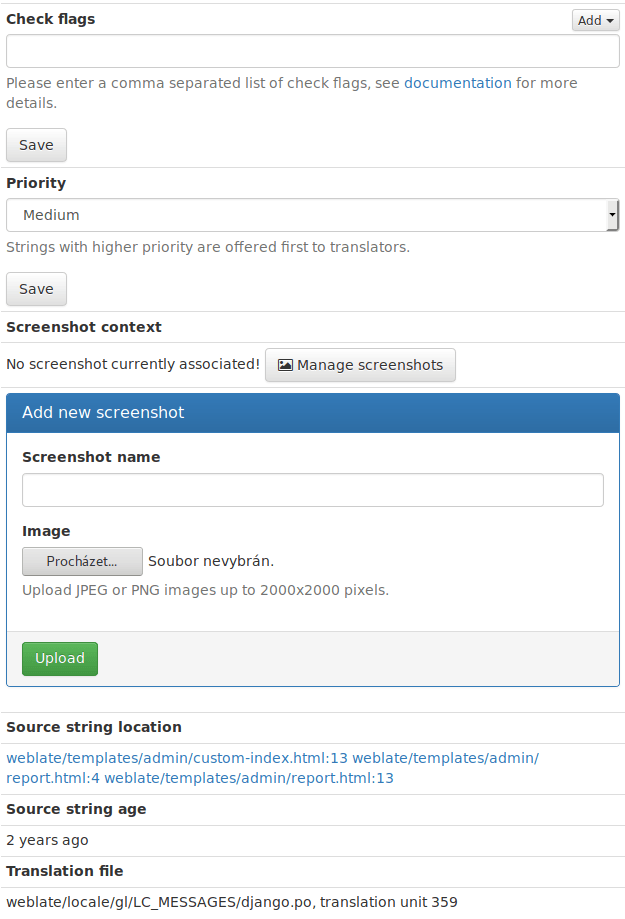 Check flags
Add
Please enter a comma separated list of check flags, see documentation for more
details.
Save
Priority
Medium
Strings with higher priority are offered first to translators.
Save
Screenshot context
No screenshot currently associated! Manage screenshots
Add new screenshot
Screenshot name
Image
Procházet... Soubor nevybrán.
Upload JPEG or PNG images up to 2000x2000 pixels.
Upload
Source string location
weblate/templates/admin/custom-index.html:13 weblate/templates/admin/
report.html:4 weblate/templates/admin/report.html:13
Source string age
2 years ago
Translation file
weblate/locale/gl/LC_MESSAGES/django.po, translation unit 359